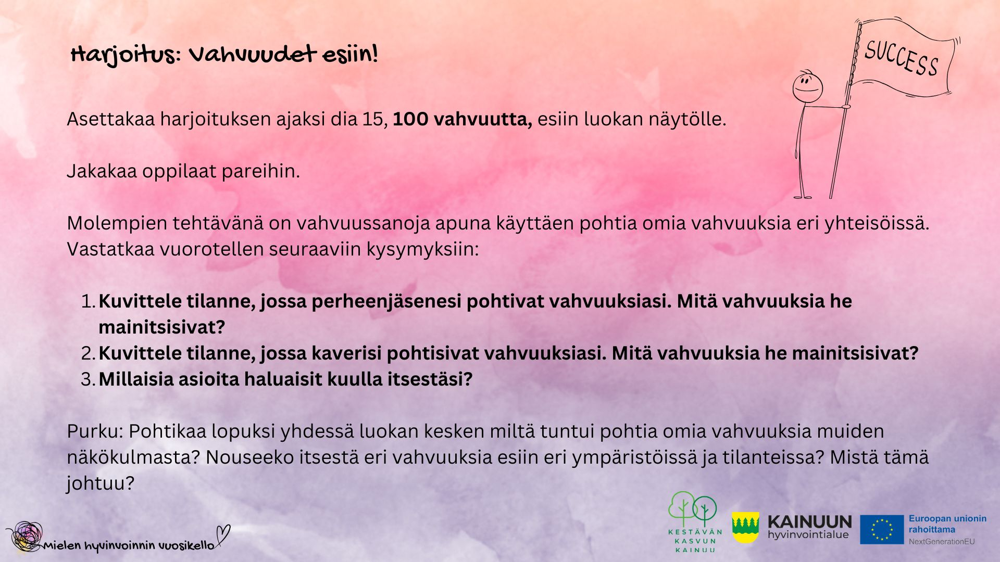 Harjoitus: Vahvuudet esiin!
SUCCESS
Asettakaa harjoituksen ajaksi dia 15, 100 vahvuutta, esiin luokan näytölle.
Jakakaa oppilaat pareihin.
Molempien tehtävänä on vahvuussanoja apuna käyttäen pohtia omia vahvuuksia eri yhteisöissä.
Vastatkaa vuorotellen seuraaviin kysymyksiin:
1. Kuvittele tilanne, jossa perheenjäsenesi pohtivat vahvuuksiasi. Mitä vahvuuksia he
mainitsisivat?
2. Kuvittele tilanne, jossa kaverisi pohtisivat vahvuuksiasi. Mitä vahvuuksia he mainitsisivat?
3. Millaisia asioita haluaisit kuulla itsestäsi?
Purku: Pohtikaa lopuksi yhdessä luokan kesken miltä tuntui pohtia omia vahvuuksia muiden
näkökulmasta? Nouseeko itsestä eri vahvuuksia esiin eri ympäristöissä ja tilanteissa? Mistä tämä
johtuu?
Mielen hyvinvoinnin vuosikello
KESTÄVÄN
KASVUN
KAINUU
KAINUUN
hyvinvointialue
Euroopan unionin
rahoittama
NextGenerationEU